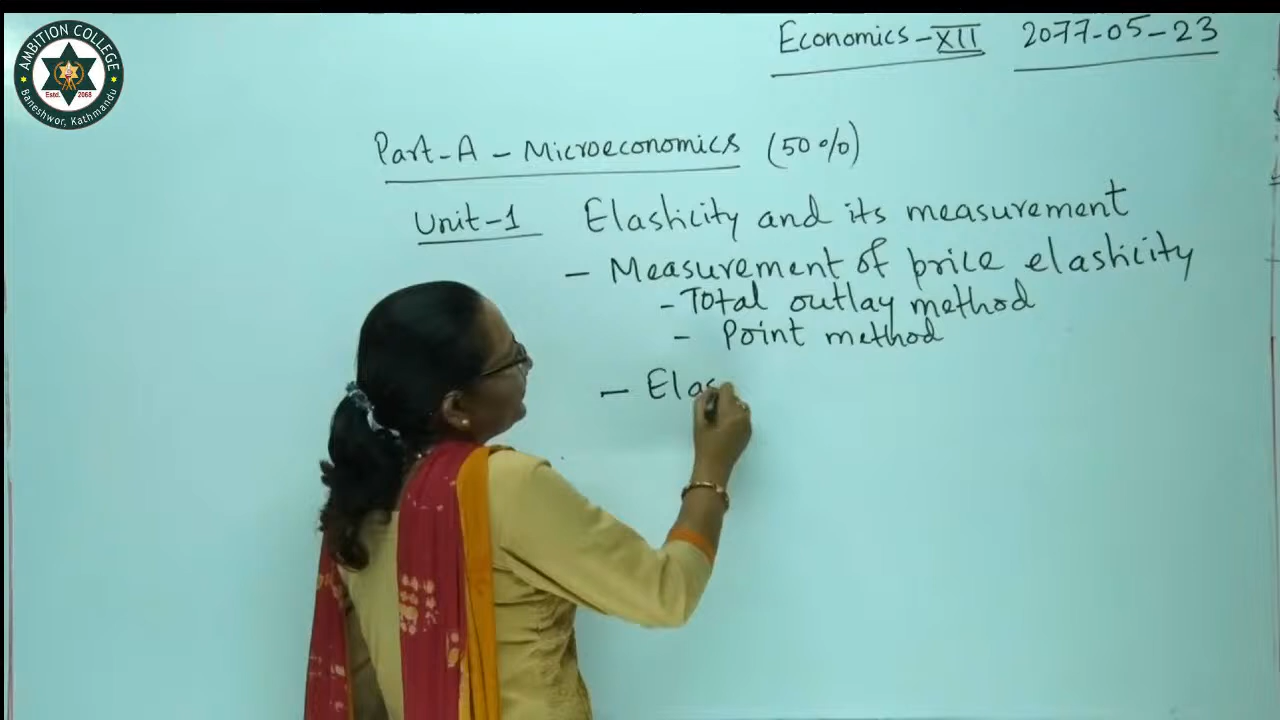 AMBITION COLLEGE
Estd. 2068
Baneshwor, Kathmandu
Economics - XII 2077-05-23
Part-A - Microeconomics (50%)
Unit-1 Elasticity and its measurement
- Measurement of price elasticity
- Total outlay method
- Point method
- Elas